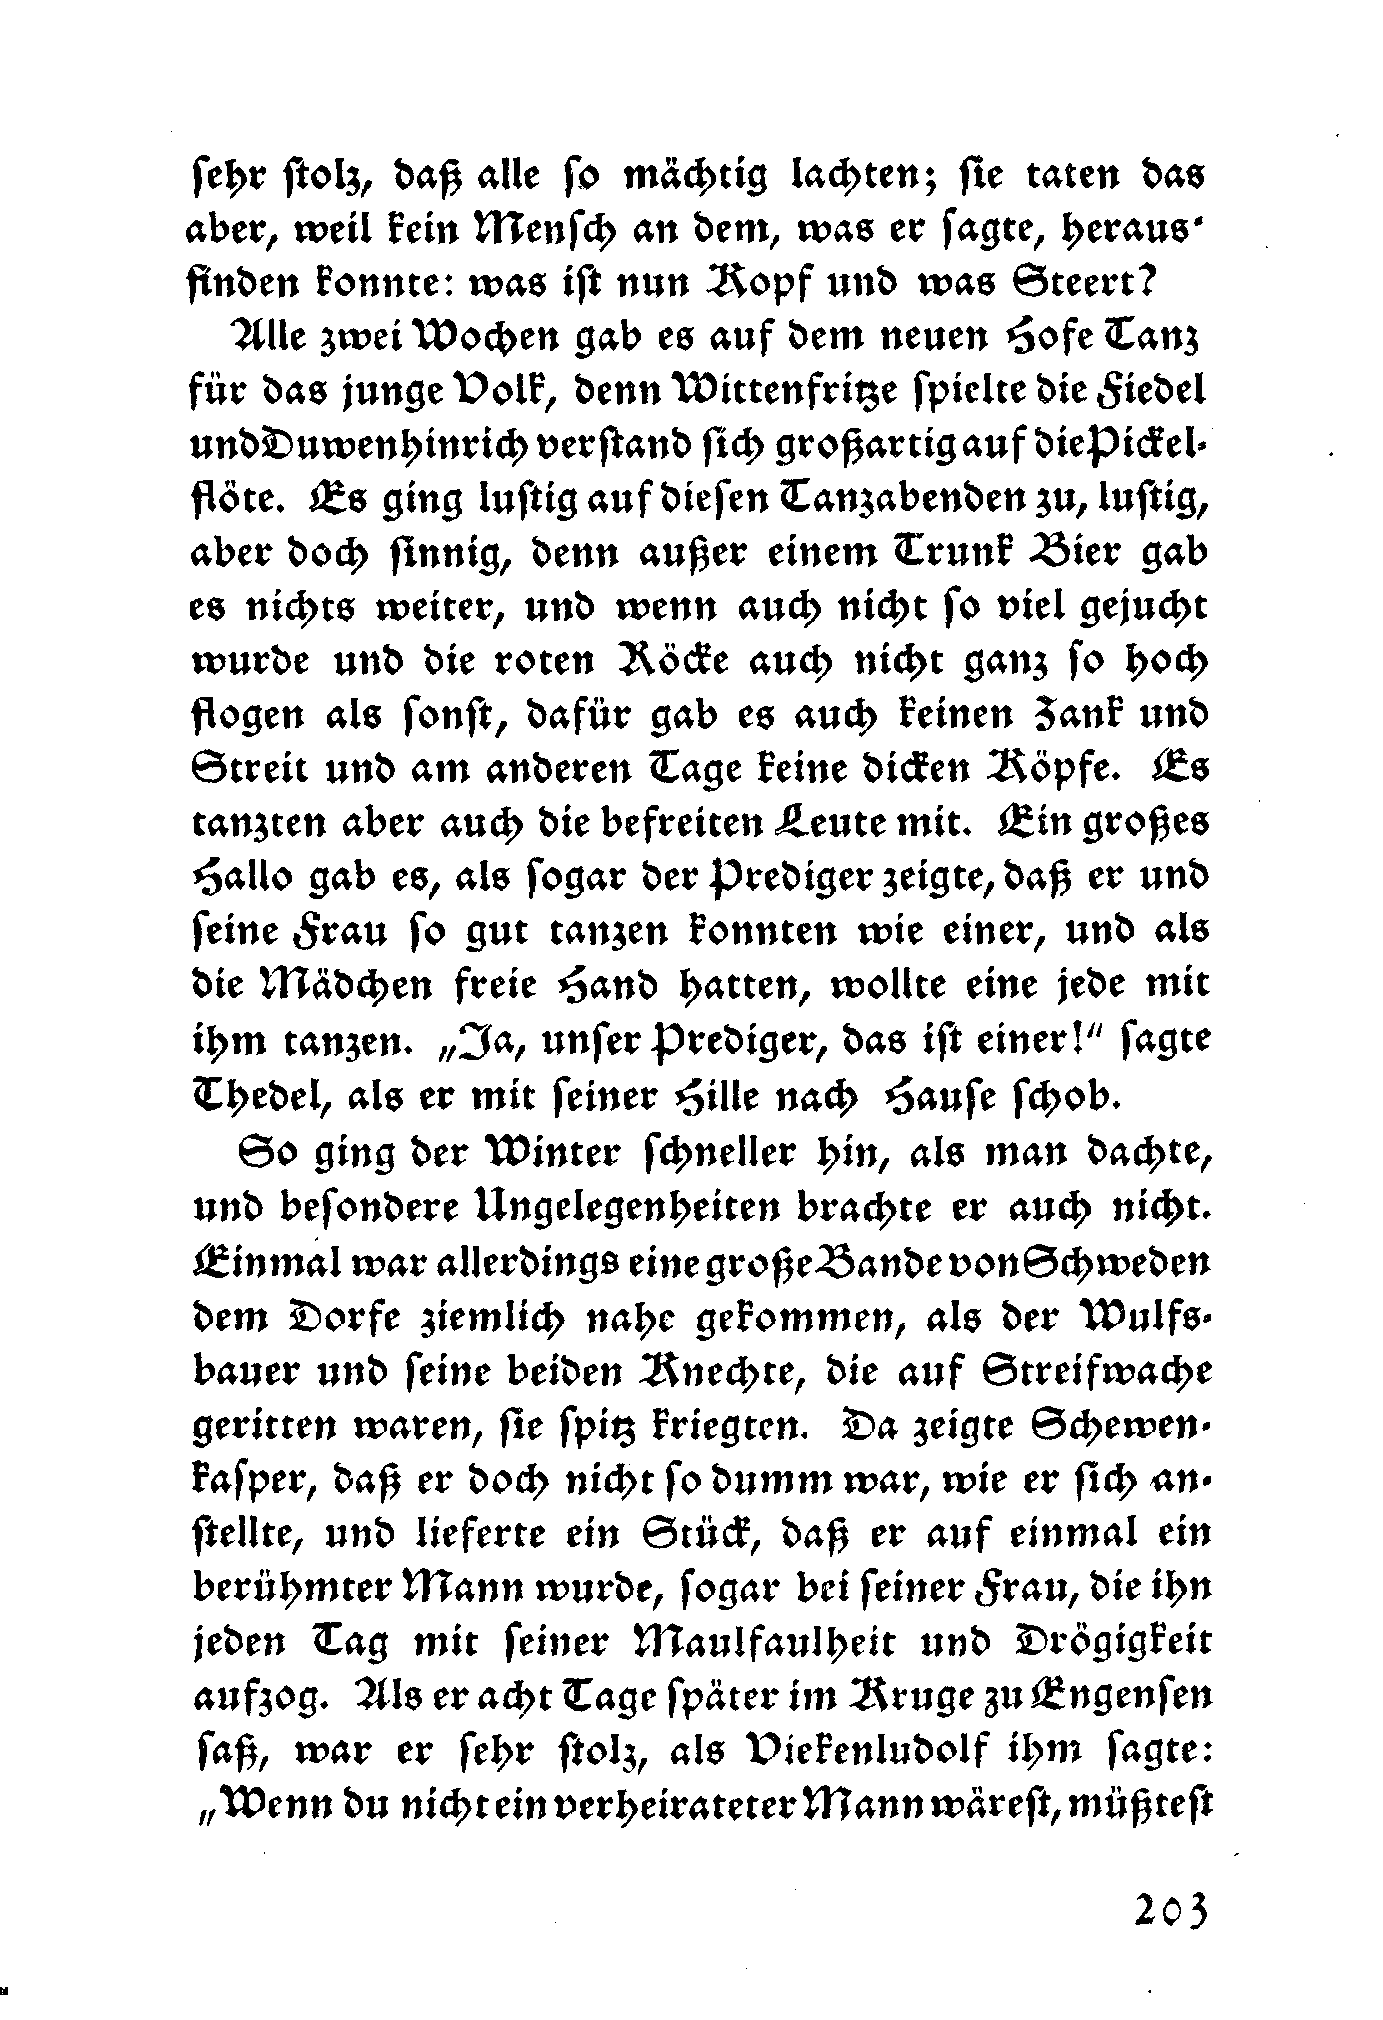 sehr stolz, daß alle so mächtig lachten; sie taten das
aber, weil kein Mensch an dem, was er sagte, heraus-
finden konnte: was ist nun Kopf und was Steert?
Alle zwei Wochen gab es auf dem neuen Hofe Tanz
für das junge Volk, denn Wittenfritze spielte die Fiedel
und Duwenhinrich verstand sich großartig auf die Pickel-
flöte. Es ging lustig auf diesen Tanzabenden zu, lustig,
aber doch sinnig, denn außer einem Trunk Bier gab
es nichts weiter, und wenn auch nicht so viel gejucht
wurde und die roten Röcke auch nicht ganz so hoch
flogen als sonst, dafür gab es auch keinen Zank und
Streit und am anderen Tage keine dicken Köpfe. Es
tanzten aber auch die befreiten Leute mit. Ein großes
Hallo gab es, als sogar der Prediger zeigte, daß er und
seine Frau so gut tanzen konnten wie einer, und als
die Mädchen freie Hand hatten, wollte eine jede mit
ihm tanzen. „Ja, unser Prediger, das ist einer!“ sagte
Thedel, als er mit seiner Hille nach Hause schob.
So ging der Winter schneller hin, als man dachte,
und besondere Ungelegenheiten brachte er auch nicht.
Einmal war allerdings eine große Bande von Schweden
dem Dorfe ziemlich nahe gekommen, als der Wulfs-
bauer und seine beiden Knechte, die auf Streifwache
geritten waren, sie spitz kriegten. Da zeigte Schewen-
kasper, daß er doch nicht so dumm war, wie er sich an-
stellte, und lieferte ein Stück, daß er auf einmal ein
berühmter Mann wurde, sogar bei seiner Frau, die ihn
jeden Tag mit seiner Maulfaulheit und Drögigkeit
aufzog. Als er acht Tage später im Kruge zu Engensen
saß, war er sehr stolz, als Viekenludolf ihm sagte:
„Wenn du nicht ein verheirateter Mann wärest, müßtest
203